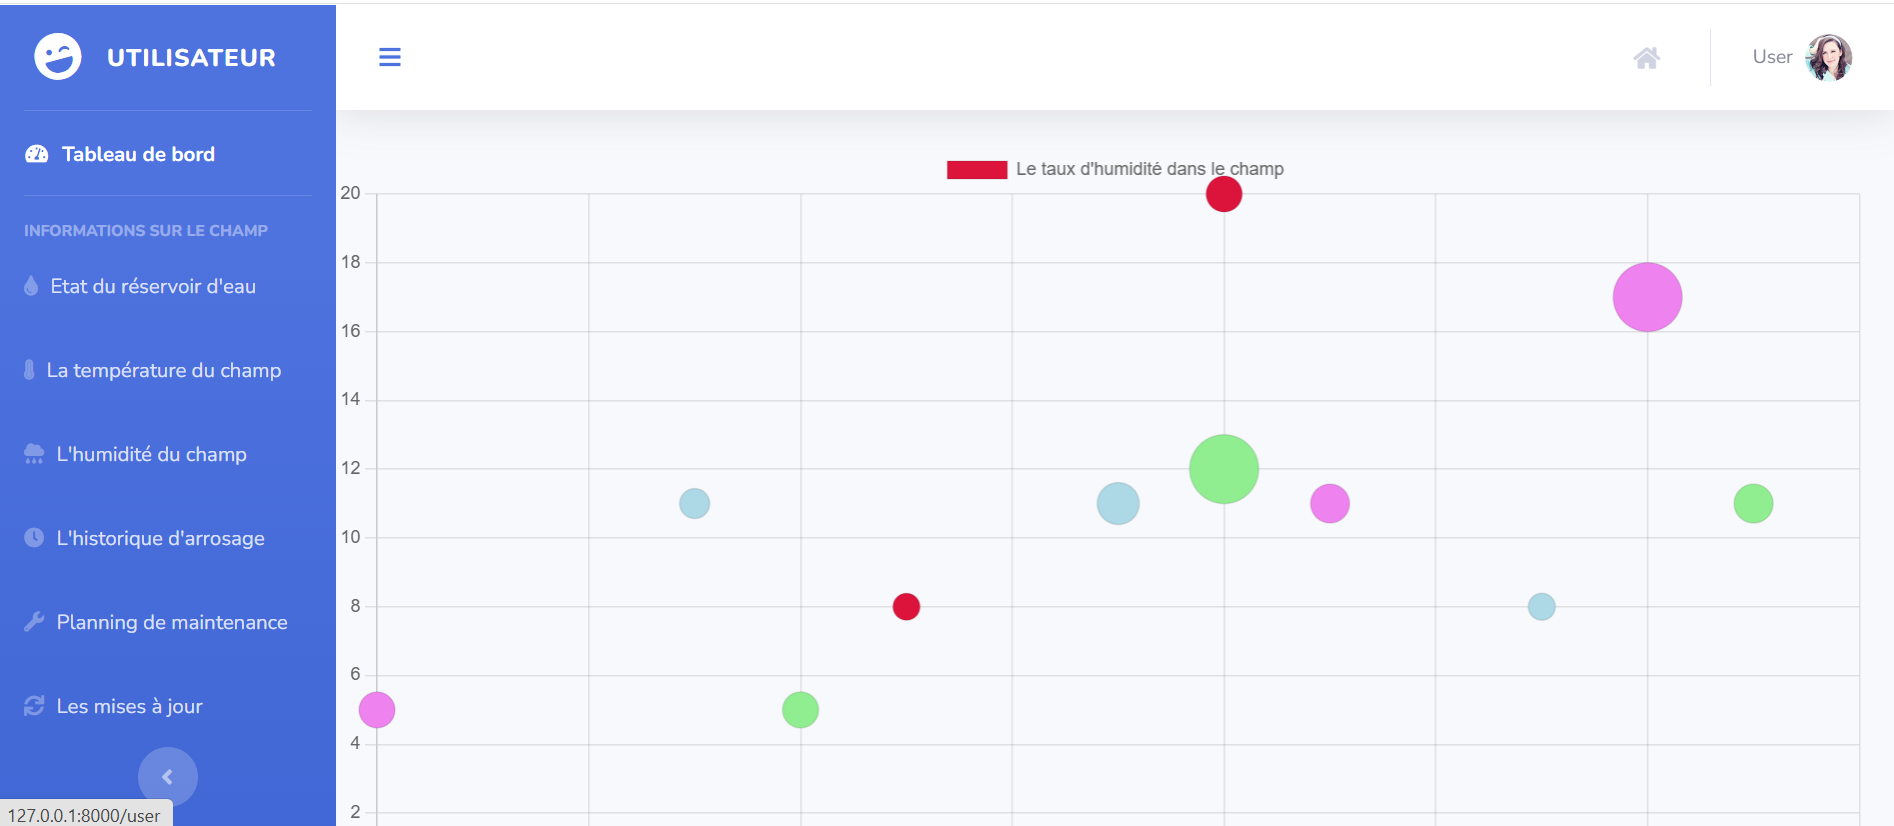 UTILISATEUR
User
Tableau de bord
INFORMATIONS SUR LE CHAMP
Etat du réservoir d'eau
La température du champ
L'humidité du champ
L'historique d'arrosage
Planning de maintenance
Les mises à jour
127.0.0.1:8000/user
Le taux d'humidité dans le champ
20
18
16
14
12
10
8
6
4
2